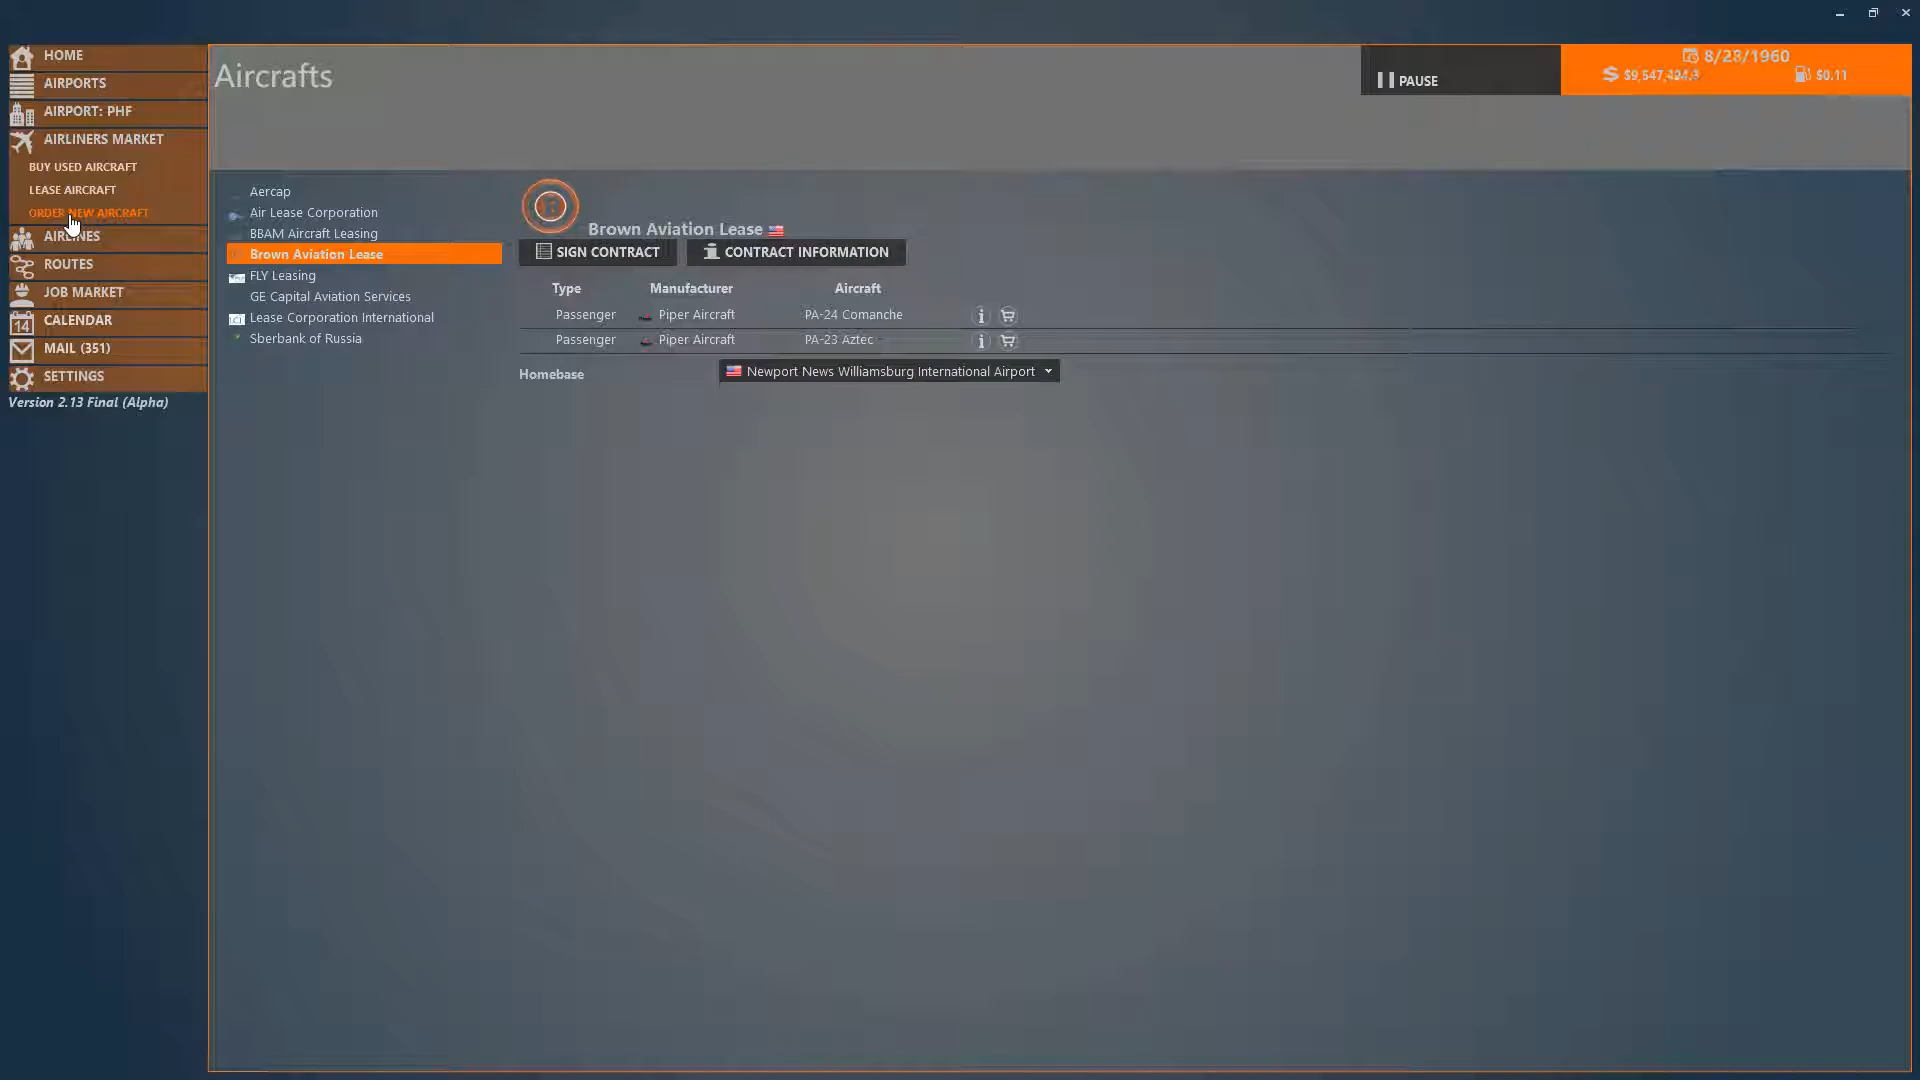 HOME
AIRPORTS
AIRPORT: PHF
AIRLINERS MARKET
BUY USED AIRCRAFT
LEASE AIRCRAFT
ORDER NEW AIRCRAFT
AIRLINES
ROUTES
JOB MARKET
14 CALENDAR
MAIL (351)
SETTINGS
Version 2.13 Final (Alpha)
Aircrafts
PAUSE
8/28/1960
$0.11
Aercap
Air Lease Corporation
BBAM Aircraft Leasing
Brown Aviation Lease
FLY Leasing
GE Capital Aviation Services
Lease Corporation International
Sberbank of Russia
B
Brown Aviation Lease
SIGN CONTRACT
CONTRACT INFORMATION
Type Manufacturer Aircraft
Passenger Piper Aircraft PA-24 Comanche
Passenger Piper Aircraft PA-23 Aztec
Homebase Newport News Williamsburg International Airport